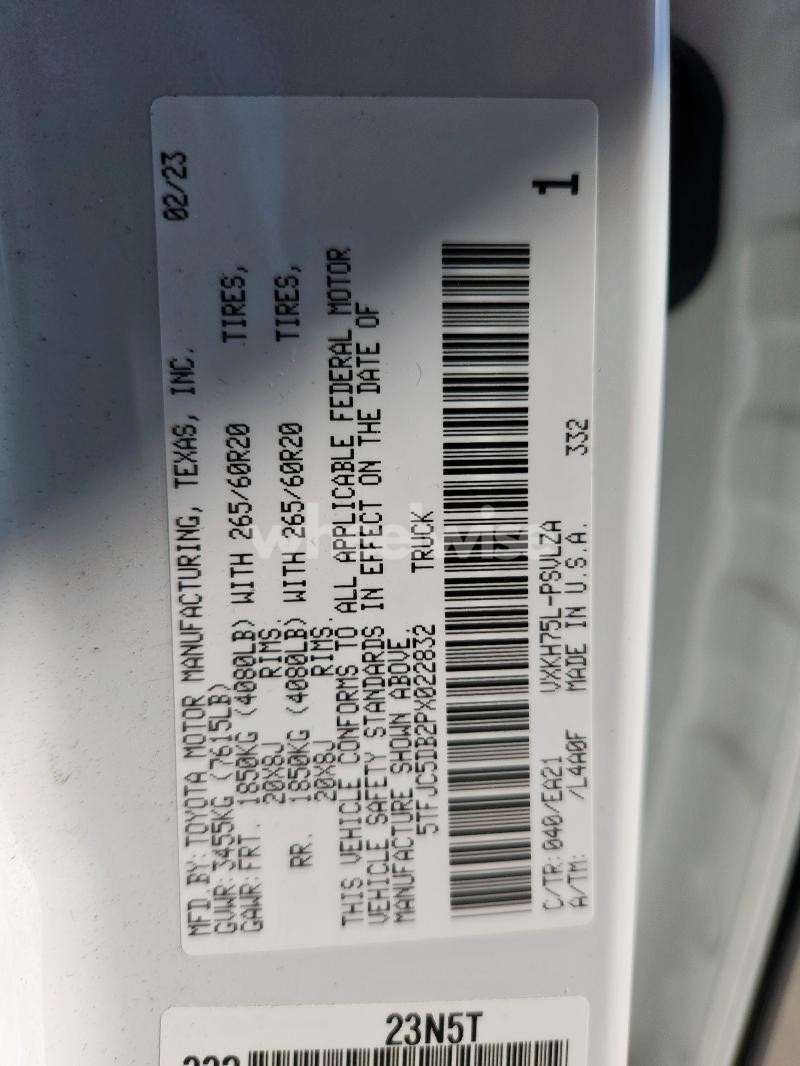 MFD.BY:TOYOTA MOTOR MANUFACTURING, TEXAS, INC. 02/23
GVWR:3455KG (7615LB)
GAWR:FRT. 1850KG (4080LB) WITH 265/60R20 TIRES,
20X8J RIMS.
RR. 1850KG (4080LB) WITH 265/60R20 TIRES,
20X8J RIMS.
THIS VEHICLE CONFORMS TO ALL APPLICABLE FEDERAL MOTOR
VEHICLE SAFETY STANDARDS IN EFFECT ON THE DATE OF
MANUFACTURE SHOWN ABOVE.
5TFJC5DB2PX022832 TRUCK
C/TR:040/EA21 VXKH75L-PSVLZA 332 1
A/TM: /L4A0F MADE IN U.S.A.
23N5T